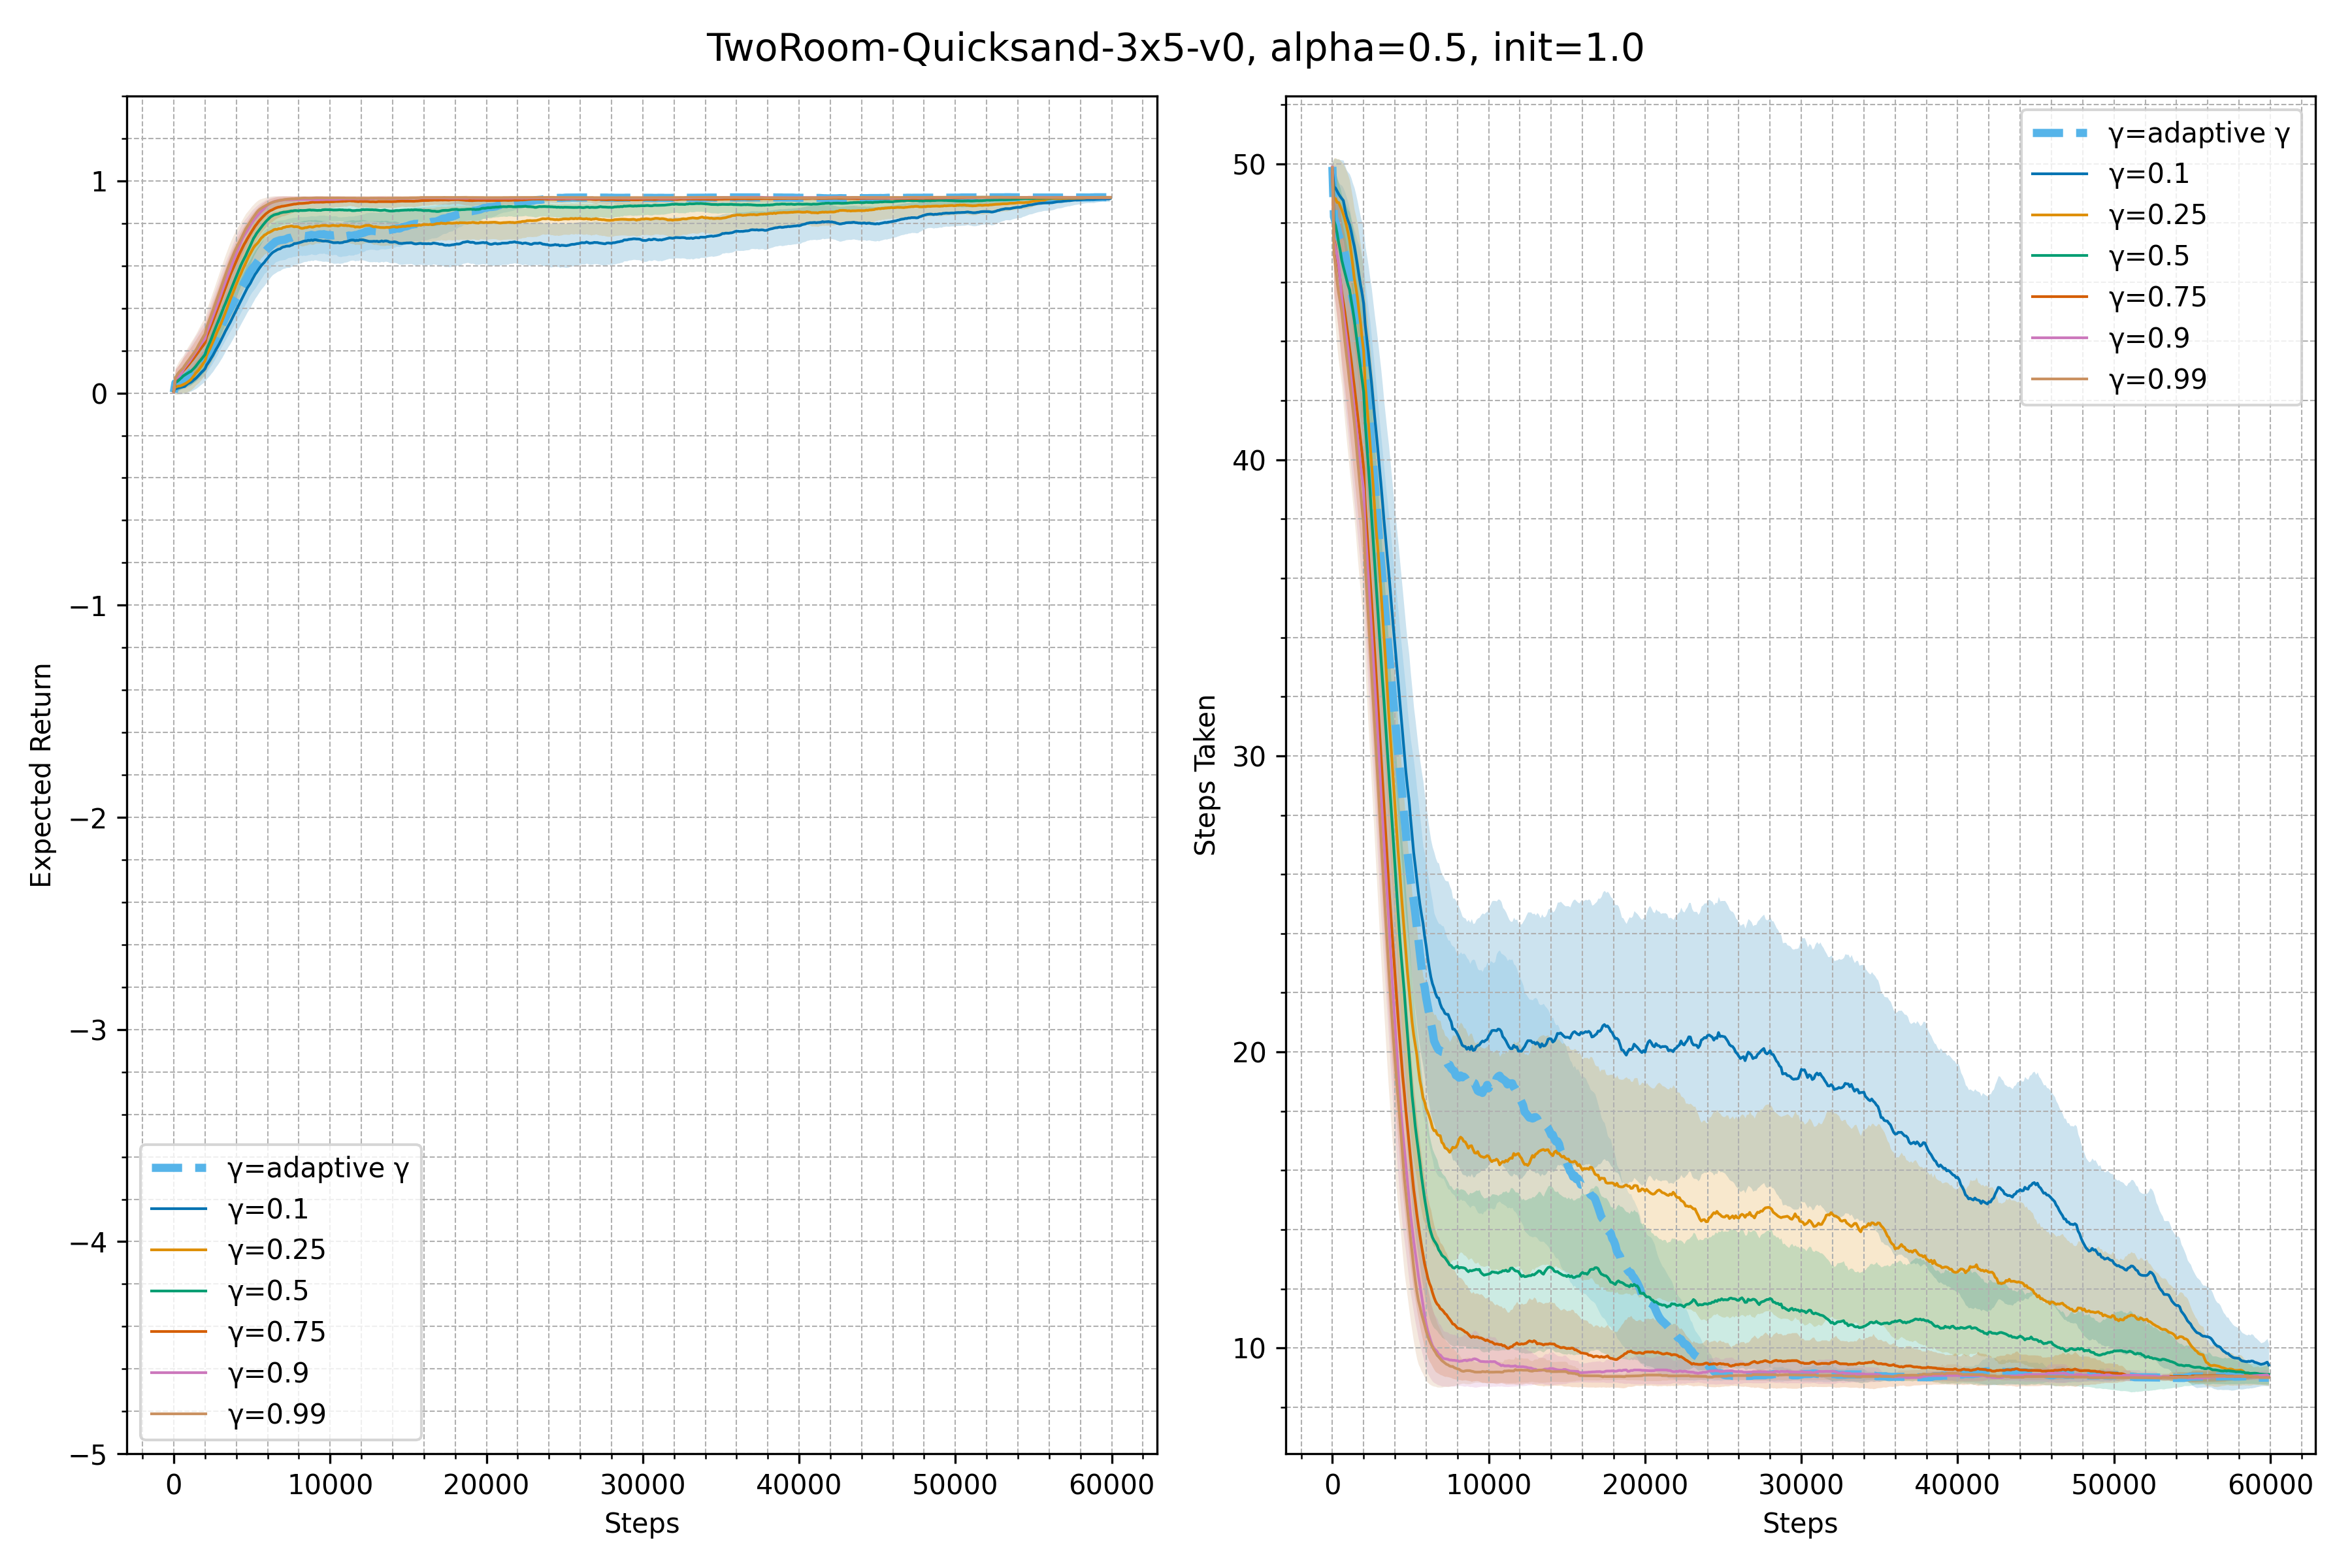 TwoRoom-Quicksand-3x5-v0, alpha=0.5, init=1.0
Expected Return
1
0
−1
−2
−3
−4
−5
γ=adaptive γ
γ=0.1
γ=0.25
γ=0.5
γ=0.75
γ=0.9
γ=0.99
0 10000 20000 30000 40000 50000 60000
Steps
Steps Taken
50
40
30
20
10
γ=adaptive γ
γ=0.1
γ=0.25
γ=0.5
γ=0.75
γ=0.9
γ=0.99
0 10000 20000 30000 40000 50000 60000
Steps